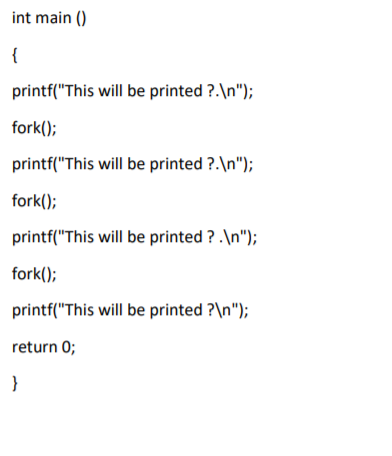 int main ()
{
printf("This will be printed ?.\n");
fork();
printf("This will be printed ?.\n");
fork();
printf("This will be printed ? .\n");
fork();
printf("This will be printed ?\n");
return 0;
}